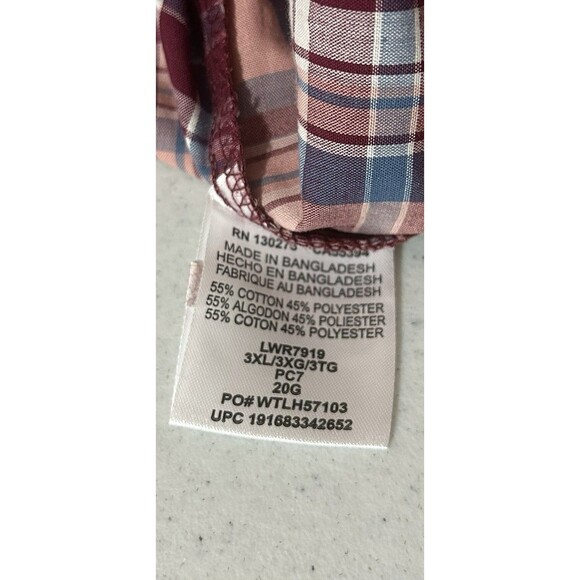 RN 130273
MADE IN BANGLADESH
HECHO EN BANGLADESH
FABRIQUE AU BANGLADESH
55% COTTON 45% POLYESTER
55% ALGODON 45% POLIESTER
55% COTON 45% POLYESTER
LWR7919
3XL/3XG/3TG
PC7
20G
PO# WTLH57103
UPC 191683342652